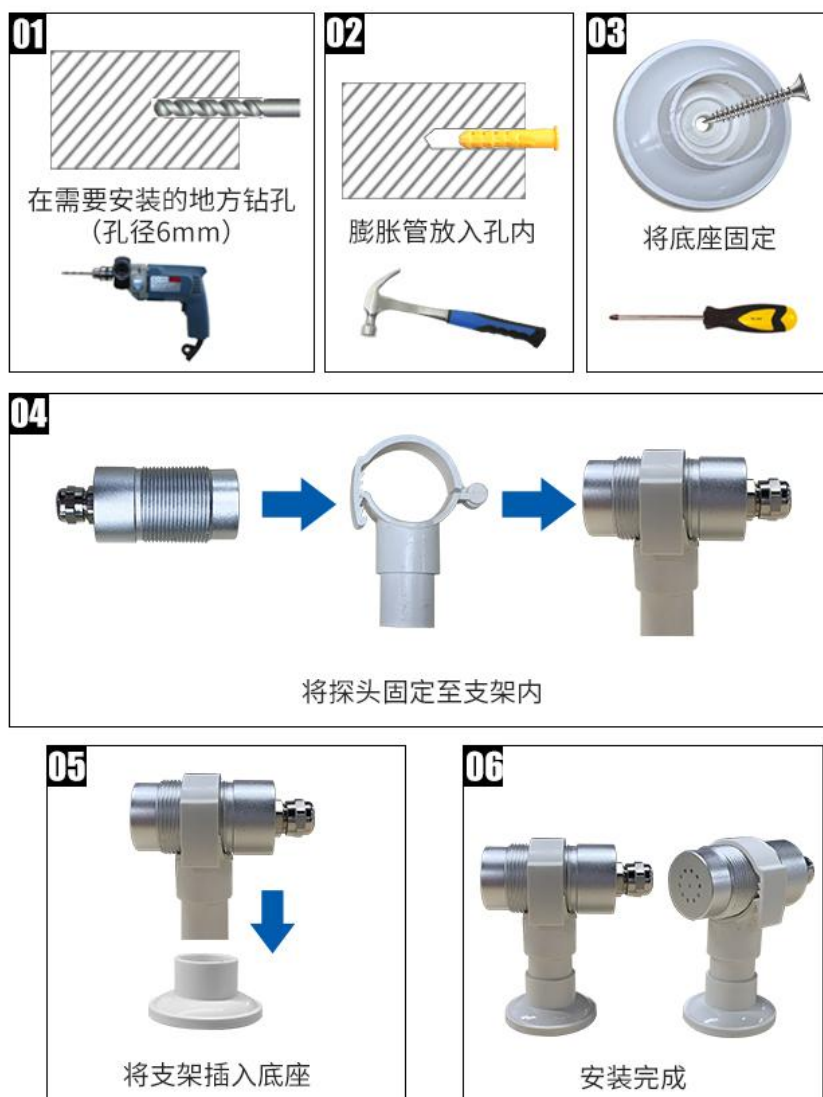 01
在需要安装的地方钻孔
（孔径6mm）
02
膨胀管放入孔内
03
将底座固定
04
将探头固定至支架内
05
将支架插入底座
06
安装完成